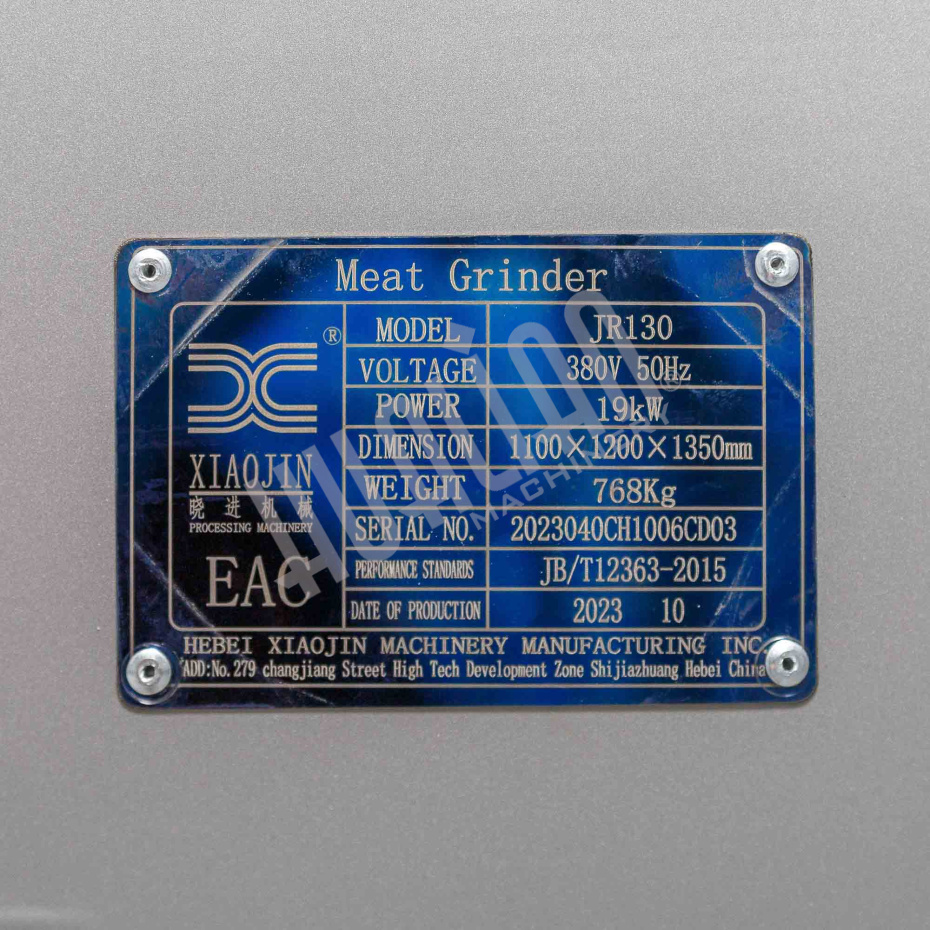 Meat Grinder
®
XIAOJIN
晓进机械
PROCESSING MACHINERY
EAC
MODEL JR130
VOLTAGE 380V 50Hz
POWER 19kW
DIMENSION 1100×1200×1350mm
WEIGHT 768Kg
SERIAL NO. 2023040CH1006CD03
PERFORMANCE STANDARDS JB/T12363-2015
DATE OF PRODUCTION 2023 10
HEBEI XIAOJIN MACHINERY MANUFACTURING INC.
ADD:No.279 changjiang Street High Tech Development Zone Shijiazhuang Hebei China
HUAILAN ®
MACHINERY